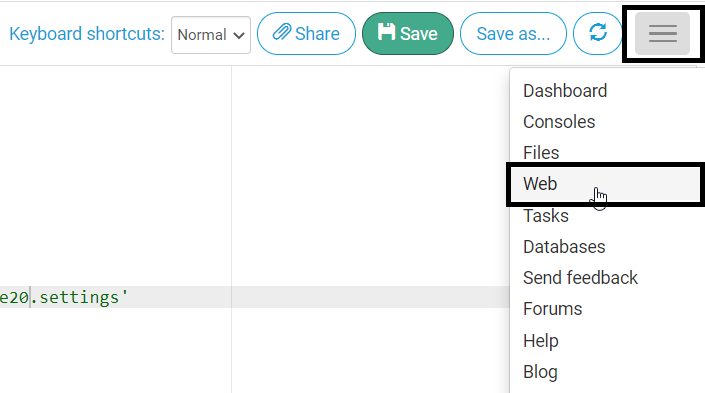 Keyboard shortcuts: Normal Share Save Save as...
Dashboard
Consoles
Files
Web
Tasks
Databases
Send feedback
e20.settings'
Forums
Help
Blog